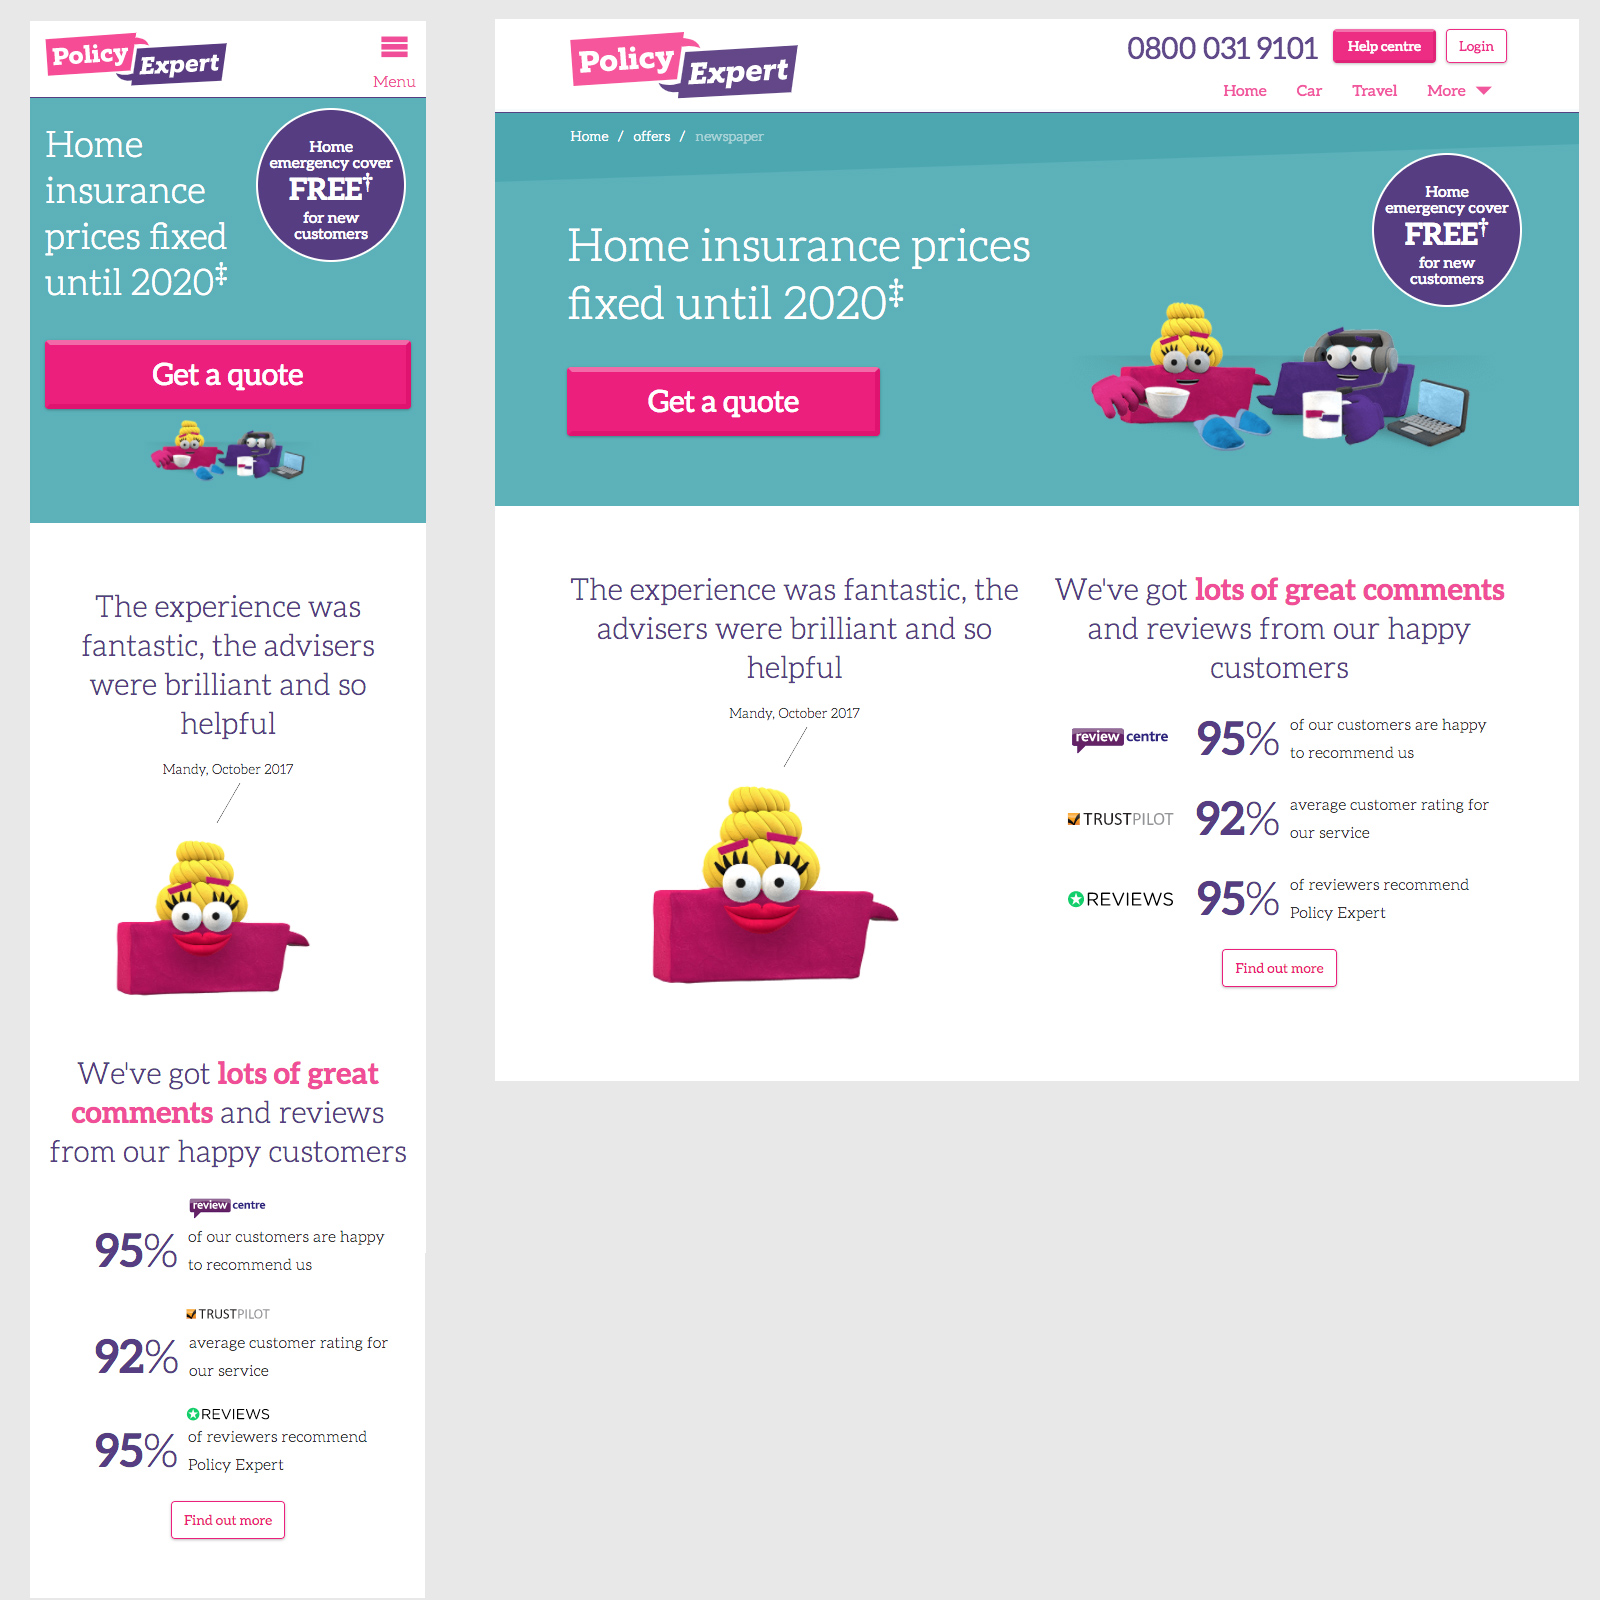 Policy Expert
Menu
Home
insurance
prices fixed
until 2020‡
Home
emergency cover
FREE†
for new
customers
Get a quote
The experience was
fantastic, the advisers
were brilliant and so
helpful
Mandy, October 2017
We've got lots of great
comments and reviews
from our happy customers
review centre
95% of our customers are happy
to recommend us
TRUSTPILOT
92% average customer rating for
our service
REVIEWS
95% of reviewers recommend
Policy Expert
Find out more
Policy Expert
0800 031 9101
Help centre
Login
Home Car Travel More
Home / offers / newspaper
Home insurance prices
fixed until 2020‡
Home
emergency cover
FREE†
for new
customers
Get a quote
The experience was fantastic, the
advisers were brilliant and so
helpful
Mandy, October 2017
We've got lots of great comments
and reviews from our happy
customers
review centre
95% of our customers are happy
to recommend us
TRUSTPILOT
92% average customer rating for
our service
REVIEWS
95% of reviewers recommend
Policy Expert
Find out more